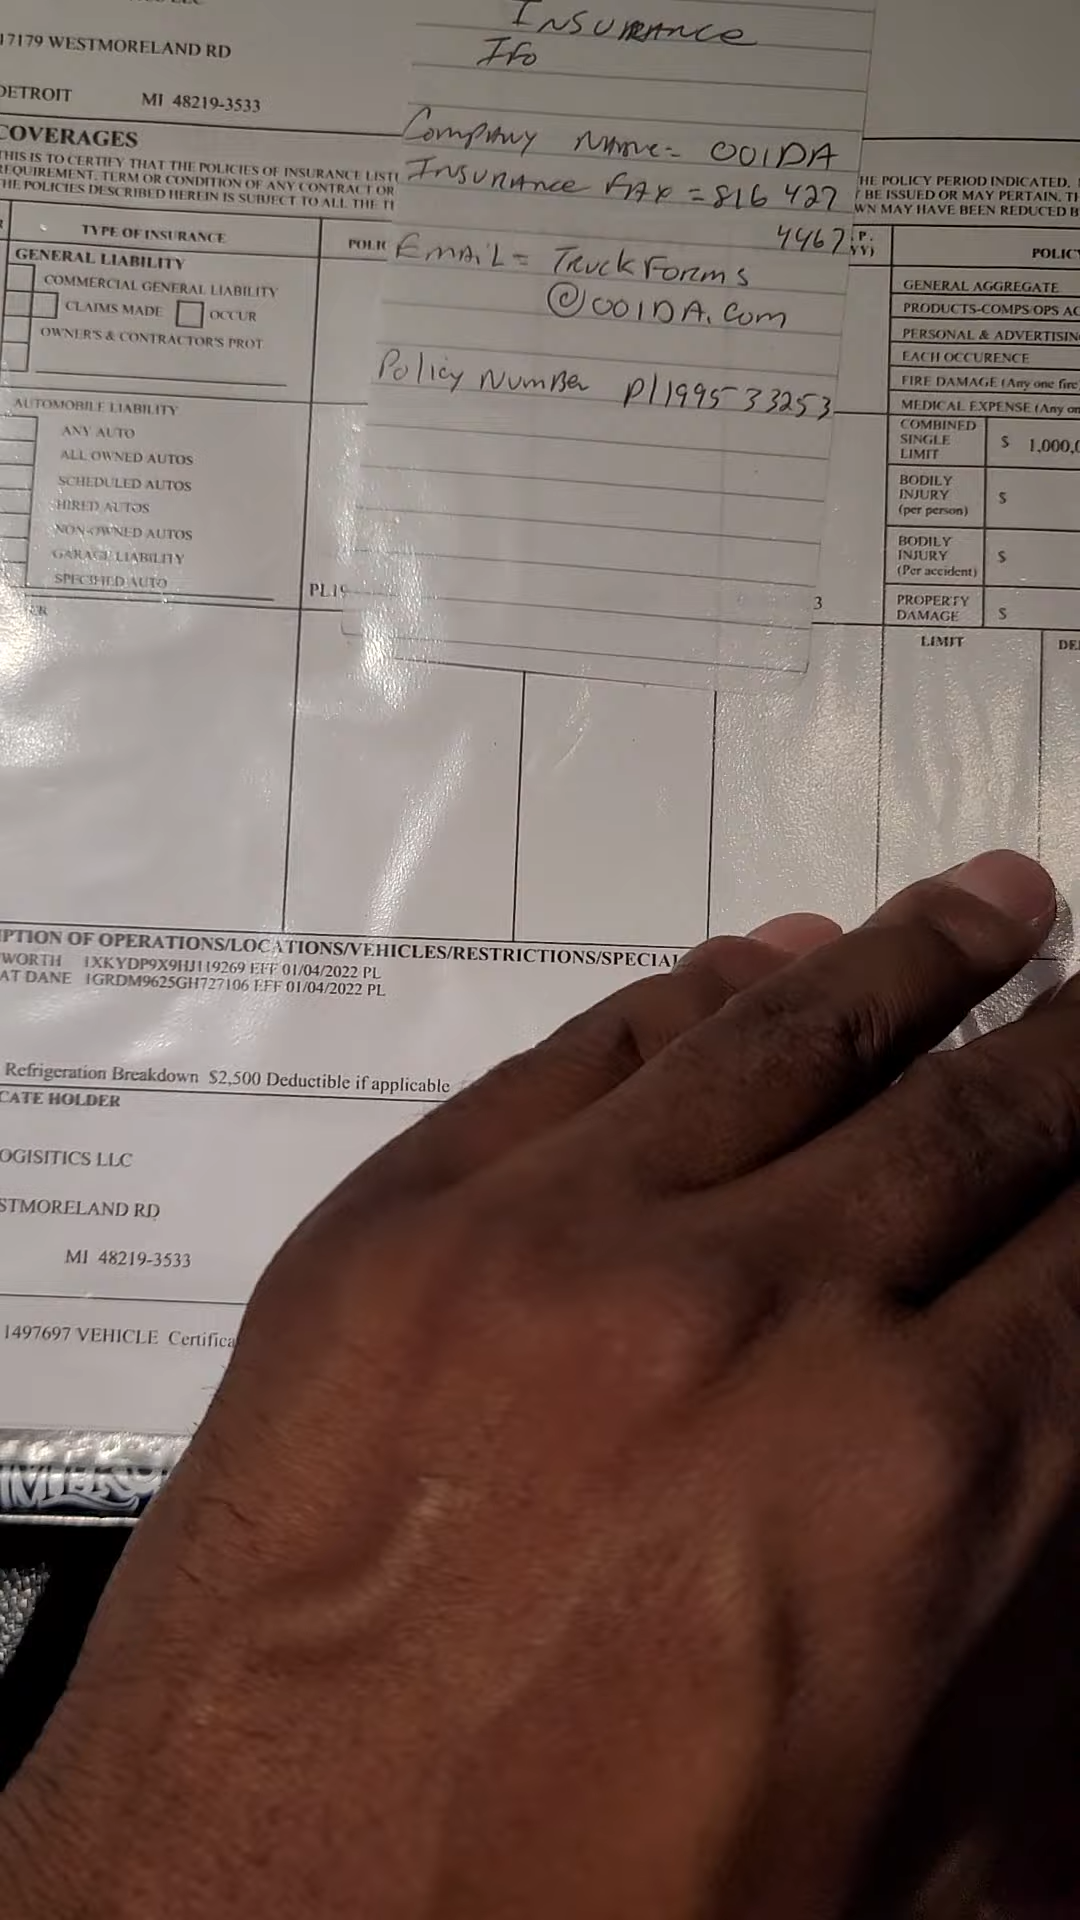 17179 WESTMORELAND RD
DETROIT MI 48219-3533
INSURANCE
Ifo
Company Name= OOIDA
INSURANCE FAX = 816 427
4467
Email= Truck Forms
@OOIDA.com
Policy Number Pl199533253
COVERAGES
THIS IS TO CERTIFY THAT THE POLICIES OF INSURANCE LIST
REQUIREMENT, TERM OR CONDITION OF ANY CONTRACT OR
THE POLICIES DESCRIBED HEREIN IS SUBJECT TO ALL THE T
HE POLICY PERIOD INDICATED.
BE ISSUED OR MAY PERTAIN. TH
WN MAY HAVE BEEN REDUCED B
TYPE OF INSURANCE
POLIC
P.
YY)
POLICY
GENERAL LIABILITY
COMMERCIAL GENERAL LIABILITY
CLAIMS MADE OCCUR
OWNER'S & CONTRACTOR'S PROT
GENERAL AGGREGATE
PRODUCTS-COMPS/OPS AG
PERSONAL & ADVERTISING
EACH OCCURENCE
FIRE DAMAGE (Any one fire
MEDICAL EXPENSE (Any on
AUTOMOBILE LIABILITY
ANY AUTO
ALL OWNED AUTOS
SCHEDULED AUTOS
HIRED AUTOS
NON-OWNED AUTOS
GARAGE LIABILITY
SPECIFIED AUTO
PL19
3
COMBINED
SINGLE
LIMIT
$ 1,000,0
BODILY
INJURY
(per person)
$
BODILY
INJURY
(Per accident)
$
PROPERTY
DAMAGE
$
ER
LIMIT
DE
PTION OF OPERATIONS/LOCATIONS/VEHICLES/RESTRICTIONS/SPECIAL
WORTH 1XKYDP9X9HJ119269 EFF 01/04/2022 PL
AT DANE 1GRDM9625GH727106 EFF 01/04/2022 PL
Refrigeration Breakdown $2,500 Deductible if applicable
CATE HOLDER
OGISITICS LLC
STMORELAND RD
MI 48219-3533
1497697 VEHICLE Certifica